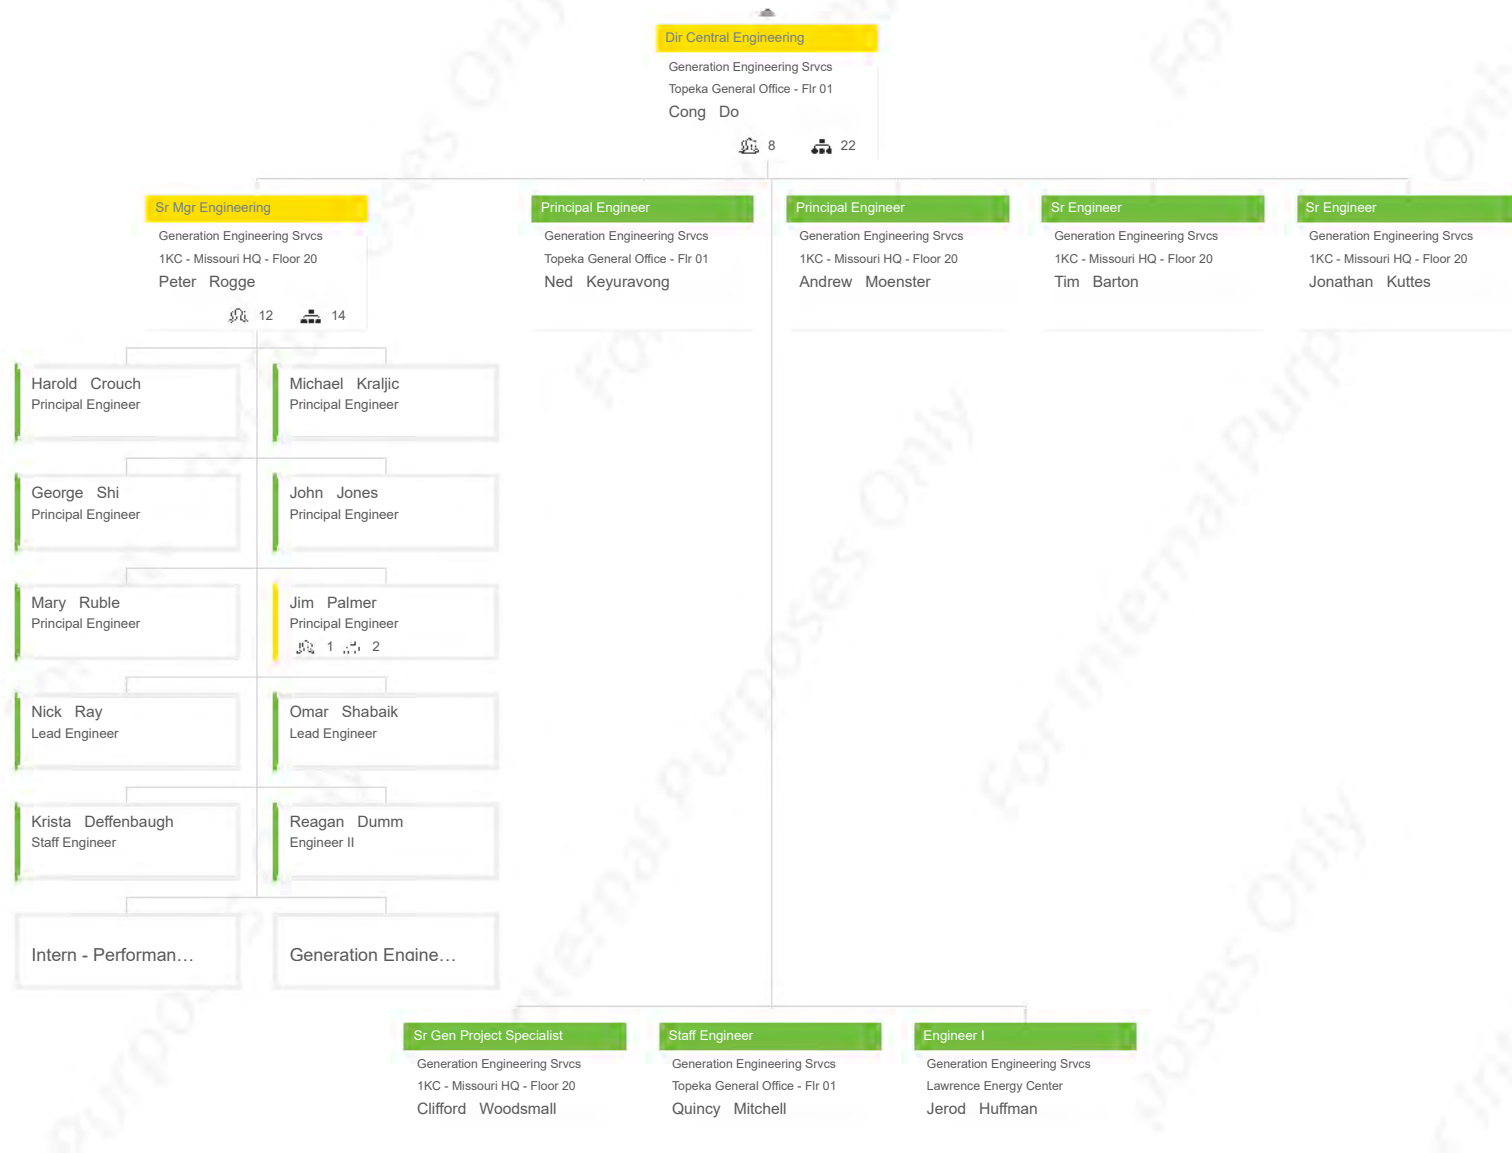 Dir Central Engineering
Generation Engineering Srvcs
Topeka General Office - Flr 01
Cong Do
8 22
Sr Mgr Engineering
Generation Engineering Srvcs
1KC - Missouri HQ - Floor 20
Peter Rogge
12 14
Principal Engineer
Generation Engineering Srvcs
Topeka General Office - Flr 01
Ned Keyuravong
Principal Engineer
Generation Engineering Srvcs
1KC - Missouri HQ - Floor 20
Andrew Moenster
Sr Engineer
Generation Engineering Srvcs
1KC - Missouri HQ - Floor 20
Tim Barton
Sr Engineer
Generation Engineering Srvcs
1KC - Missouri HQ - Floor 20
Jonathan Kuttes
Harold Crouch
Principal Engineer
Michael Kraljic
Principal Engineer
George Shi
Principal Engineer
John Jones
Principal Engineer
Mary Ruble
Principal Engineer
Jim Palmer
Principal Engineer
1 2
Nick Ray
Lead Engineer
Omar Shabaik
Lead Engineer
Krista Deffenbaugh
Staff Engineer
Reagan Dumm
Engineer II
Intern - Performan...
Generation Engine...
Sr Gen Project Specialist
Generation Engineering Srvcs
1KC - Missouri HQ - Floor 20
Clifford Woodsmall
Staff Engineer
Generation Engineering Srvcs
Topeka General Office - Flr 01
Quincy Mitchell
Engineer I
Generation Engineering Srvcs
Lawrence Energy Center
Jerod Huffman
For Internal Purposes Only